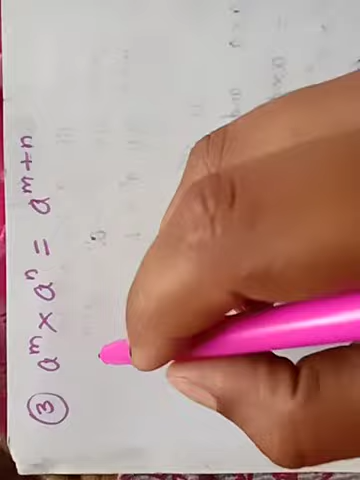 ③ aᵐ × aⁿ = aᵐ⁺ⁿ